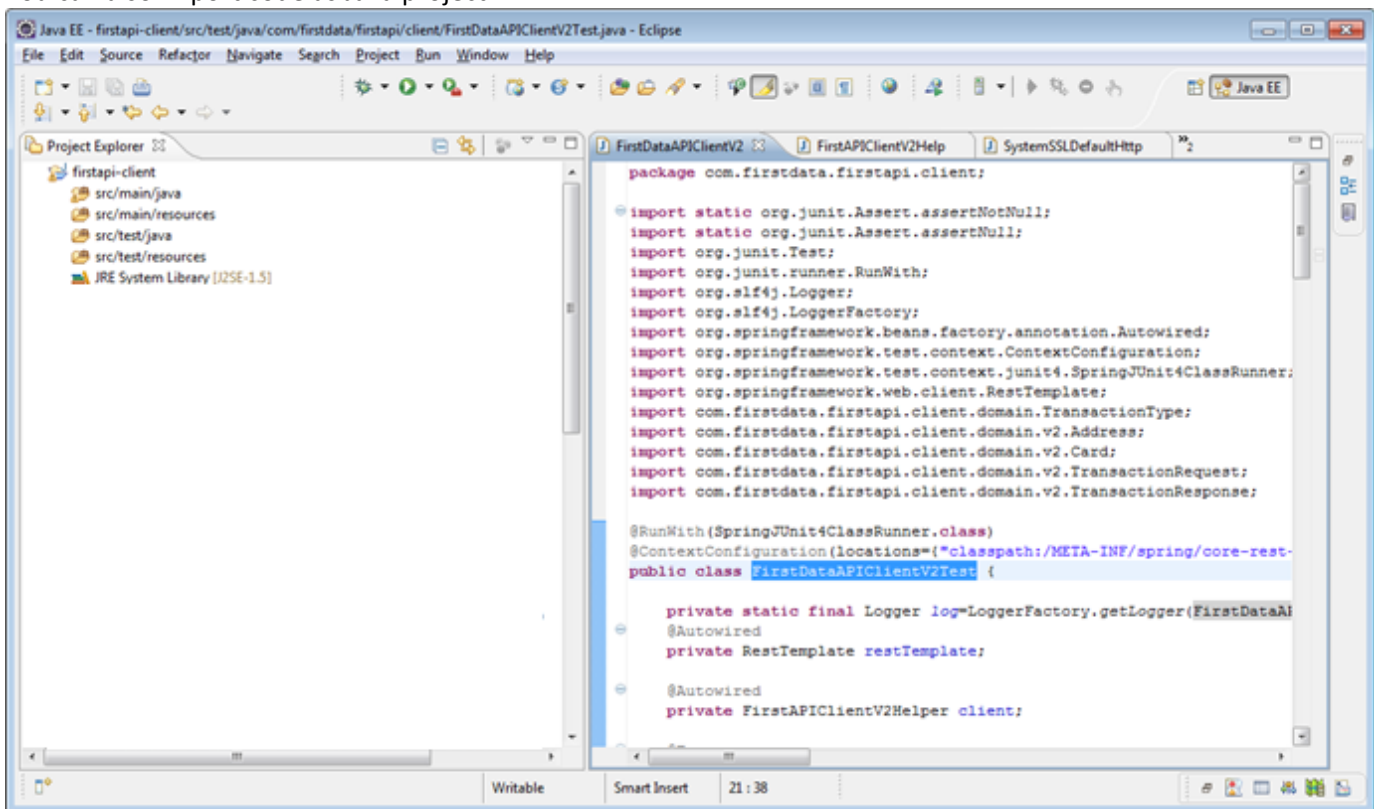 Java EE - firstapi-client/src/test/java/com/firstdata/firstapi/client/FirstDataAPIClientV2Test.java - Eclipse
File Edit Source Refactor Navigate Search Project Run Window Help
Java EE
Project Explorer
FirstDataAPIClientV2 FirstAPIClientV2Help SystemSSLDefaultHttp »2
firstapi-client
src/main/java
src/main/resources
src/test/java
src/test/resources
JRE System Library [J2SE-1.5]
package com.firstdata.firstapi.client;
import static org.junit.Assert.assertNotNull;
import static org.junit.Assert.assertNull;
import org.junit.Test;
import org.junit.runner.RunWith;
import org.slf4j.Logger;
import org.slf4j.LoggerFactory;
import org.springframework.beans.factory.annotation.Autowired;
import org.springframework.test.context.ContextConfiguration;
import org.springframework.test.context.junit4.SpringJUnit4ClassRunner;
import org.springframework.web.client.RestTemplate;
import com.firstdata.firstapi.client.domain.TransactionType;
import com.firstdata.firstapi.client.domain.v2.Address;
import com.firstdata.firstapi.client.domain.v2.Card;
import com.firstdata.firstapi.client.domain.v2.TransactionRequest;
import com.firstdata.firstapi.client.domain.v2.TransactionResponse;
@RunWith(SpringJUnit4ClassRunner.class)
@ContextConfiguration(locations={"classpath:/META-INF/spring/core-rest-
public class FirstDataAPIClientV2Test {
private static final Logger log=LoggerFactory.getLogger(FirstDataAP
@Autowired
private RestTemplate restTemplate;
@Autowired
private FirstAPIClientV2Helper client;
Writable Smart Insert 21 : 38